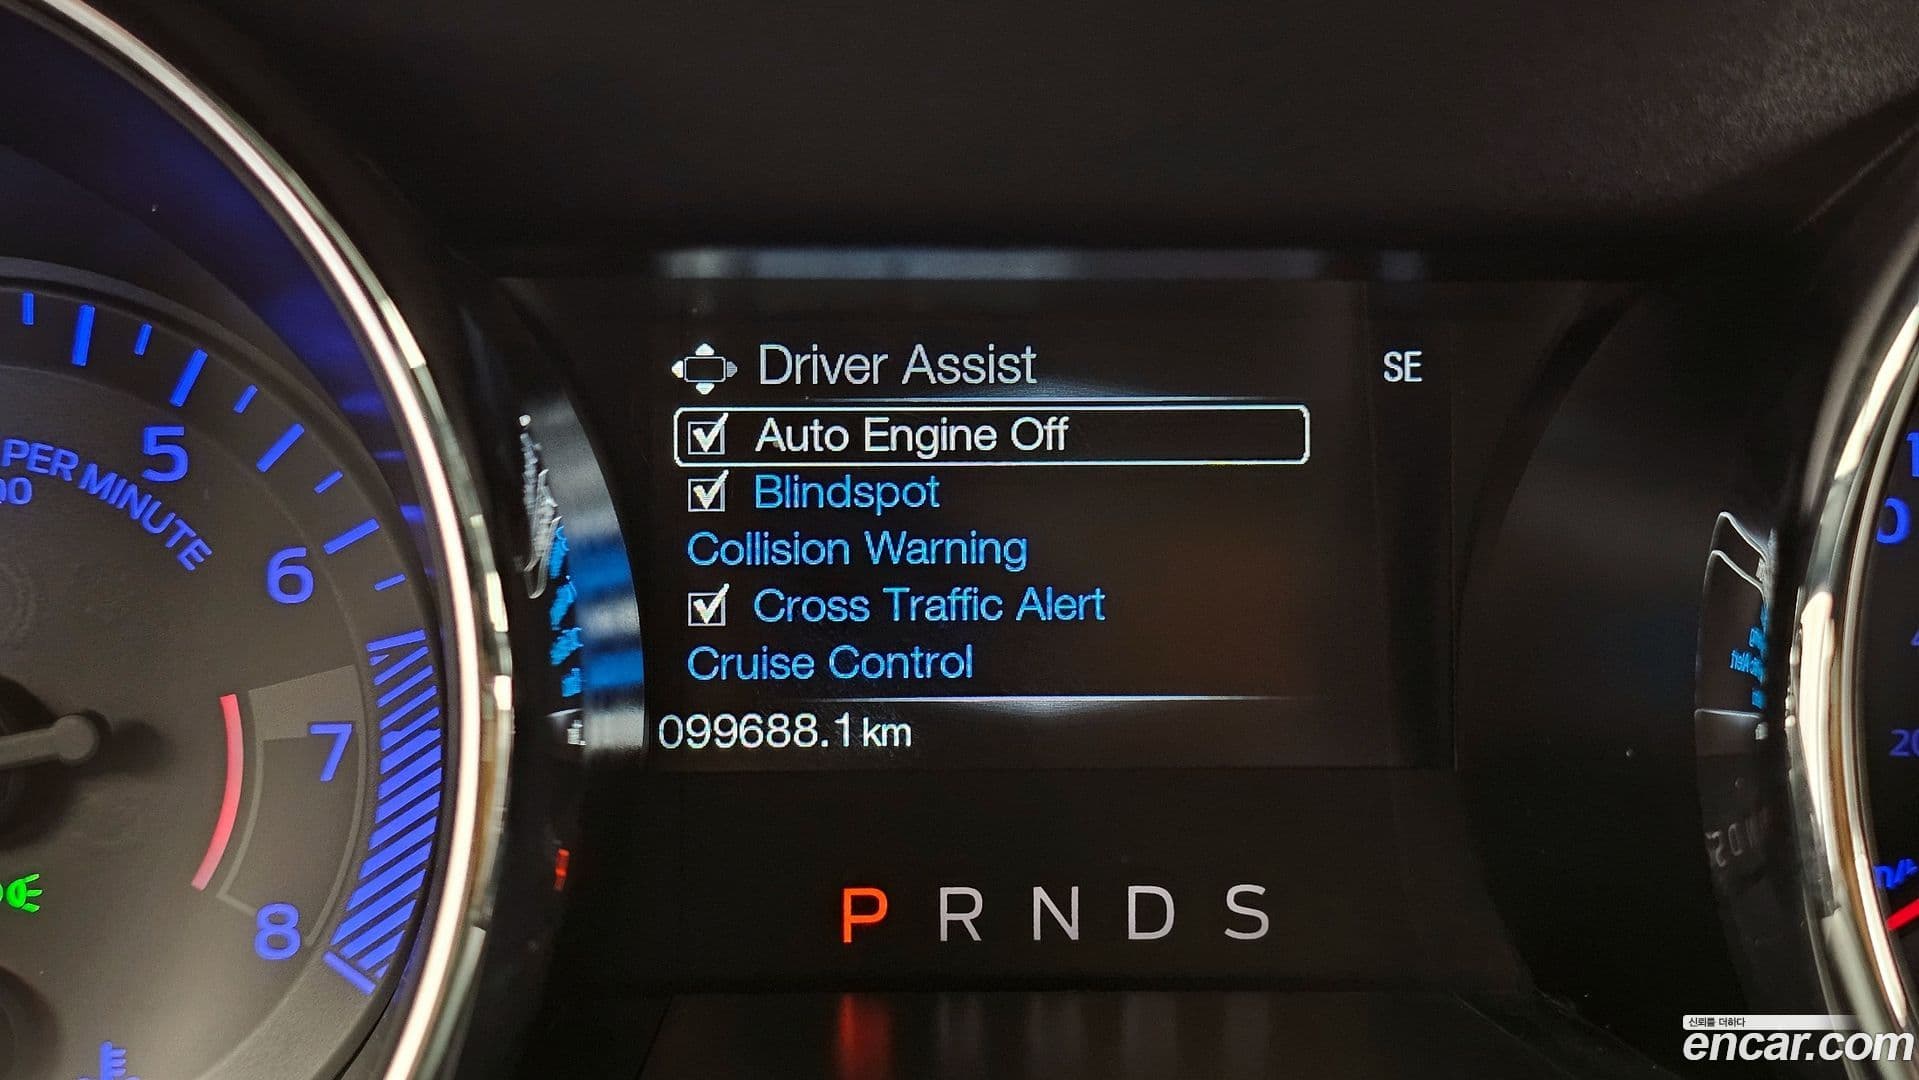 Driver Assist
SE
Auto Engine Off
Blindspot
Collision Warning
Cross Traffic Alert
Cruise Control
099688.1 km
P R N D S
5
6
7
8
PER MINUTE
신뢰를 더하다
encar.com